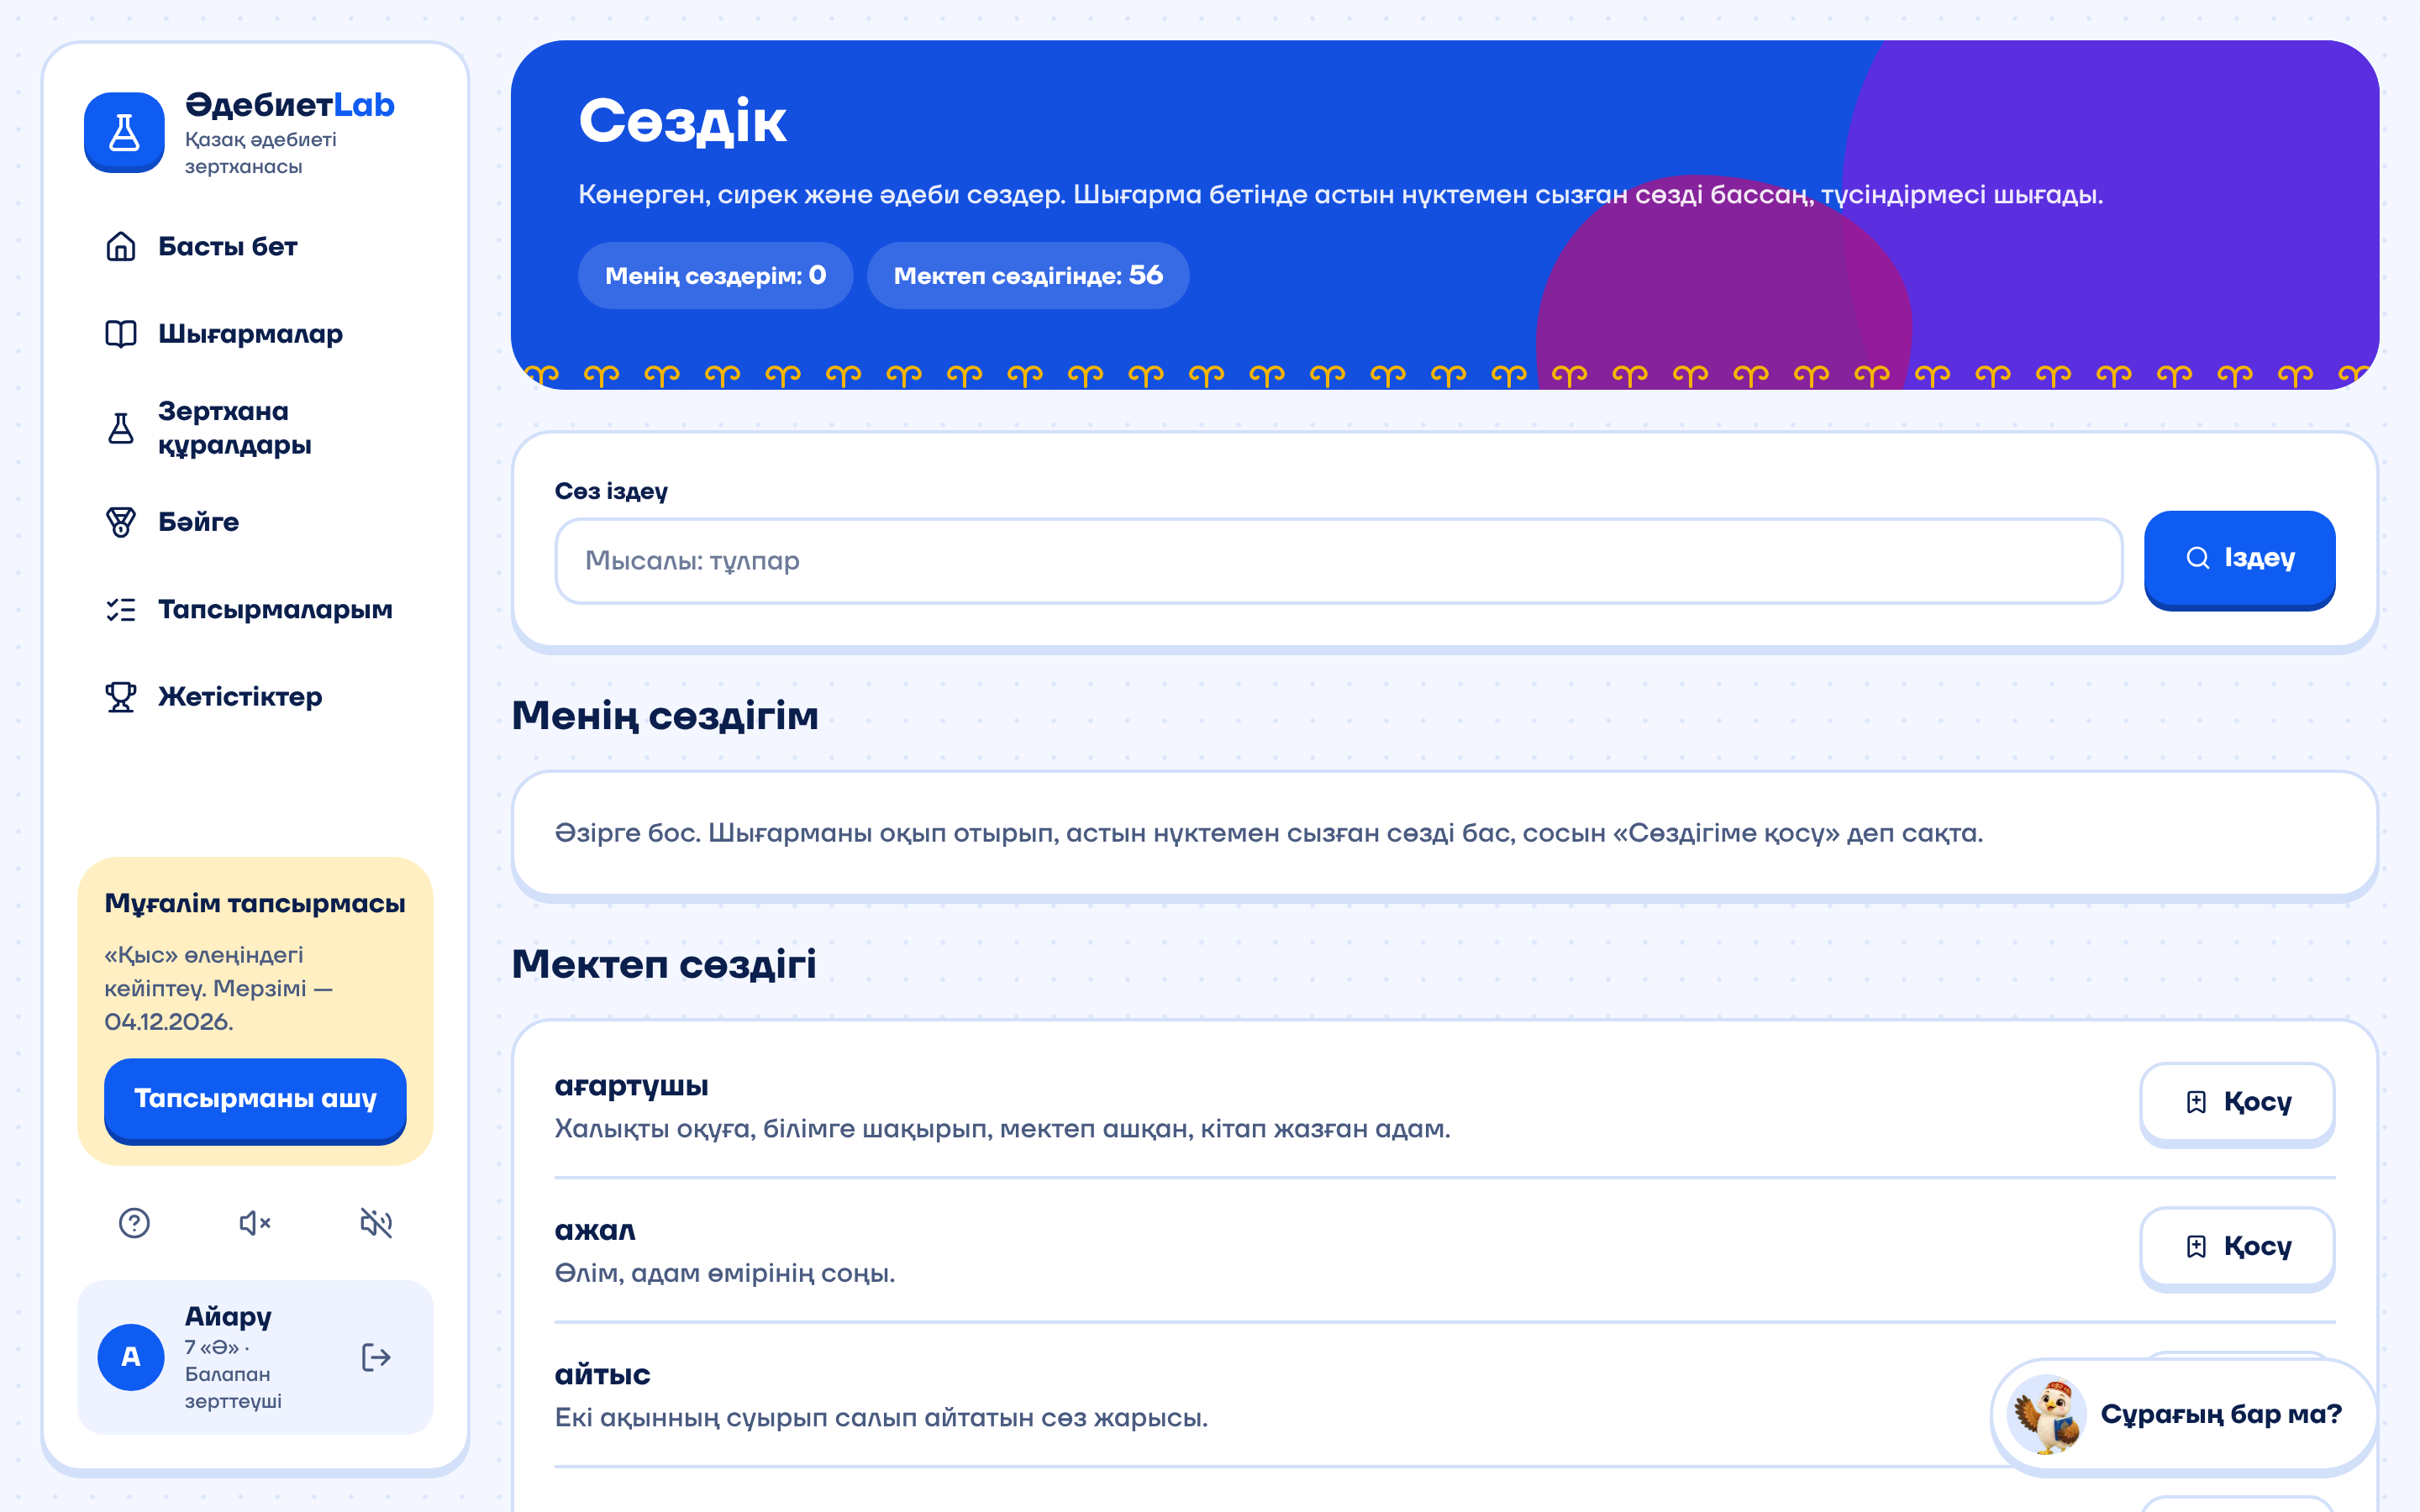 ӘдебиетLab
Қазақ әдебиеті
зертханасы
Басты бет
Шығармалар
Зертхана
құралдары
Бәйге
Тапсырмаларым
Жетістіктер
Мұғалім тапсырмасы
«Қыс» өлеңіндегі
кейіптеу. Мерзімі —
04.12.2026.
Тапсырманы ашу
А
Айару
7 «Ә» ·
Балапан
зерттеуші
Сөздік
Көнерген, сирек және әдеби сөздер. Шығарма бетінде астын нүктемен сызған сөзді бассаң, түсіндірмесі шығады.
Менің сөздерім: 0
Мектеп сөздігінде: 56
Сөз іздеу
Мысалы: тұлпар
Іздеу
Менің сөздігім
Әзірге бос. Шығарманы оқып отырып, астын нүктемен сызған сөзді бас, сосын «Сөздігіме қосу» деп сақта.
Мектеп сөздігі
ағартушы
Халықты оқуға, білімге шақырып, мектеп ашқан, кітап жазған адам.
Қосу
ажал
Өлім, адам өмірінің соңы.
Қосу
айтыс
Екі ақынның суырып салып айтатын сөз жарысы.
Сұрағың бар ма?